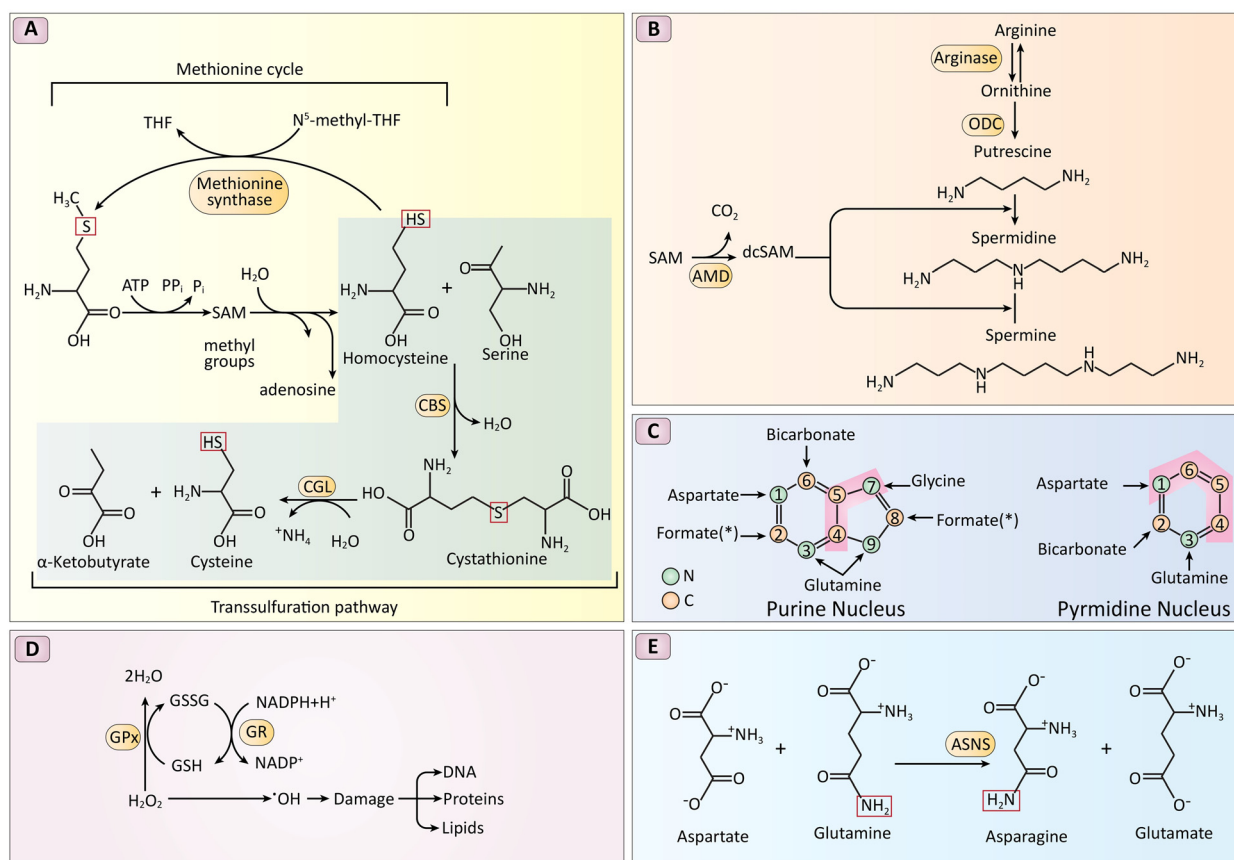 A
Methionine cycle
THF
N⁵-methyl-THF
Methionine
synthase
H₃C
S
H₂N
O
OH
ATP
PPᵢ
Pᵢ
SAM
H₂O
methyl
groups
adenosine
HS
H₂N
O
OH
Homocysteine
+
O
NH₂
OH
Serine
CBS
H₂O
NH₂
HO
O
S
O
OH
NH₂
Cystathionine
CGL
⁺NH₄
H₂O
HS
H₂N
O
OH
Cysteine
+
O
O
OH
α-Ketobutyrate
Transsulfuration pathway
B
Arginine
Arginase
Ornithine
ODC
Putrescine
H₂N
NH₂
CO₂
SAM
AMD
dcSAM
Spermidine
H₂N
N
H
NH₂
Spermine
H₂N
N
H
H
N
NH₂
C
Bicarbonate
Aspartate
Formate(*)
Glycine
Formate(*)
Glutamine
1
2
3
4
5
6
7
8
9
N
C
Purine Nucleus
Aspartate
Bicarbonate
Glutamine
1
2
3
4
5
6
Pyrmidine Nucleus
D
2H₂O
GSSG
NADPH+H⁺
GPx
GR
GSH
NADP⁺
H₂O₂
•OH
Damage
DNA
Proteins
Lipids
E
O⁻
O
⁺NH₃
O
⁻O
Aspartate
+
O⁻
O
⁺NH₃
O
NH₂
Glutamine
ASNS
O⁻
O
⁺NH₃
O
H₂N
Asparagine
+
O⁻
O
⁺NH₃
O
O⁻
Glutamate